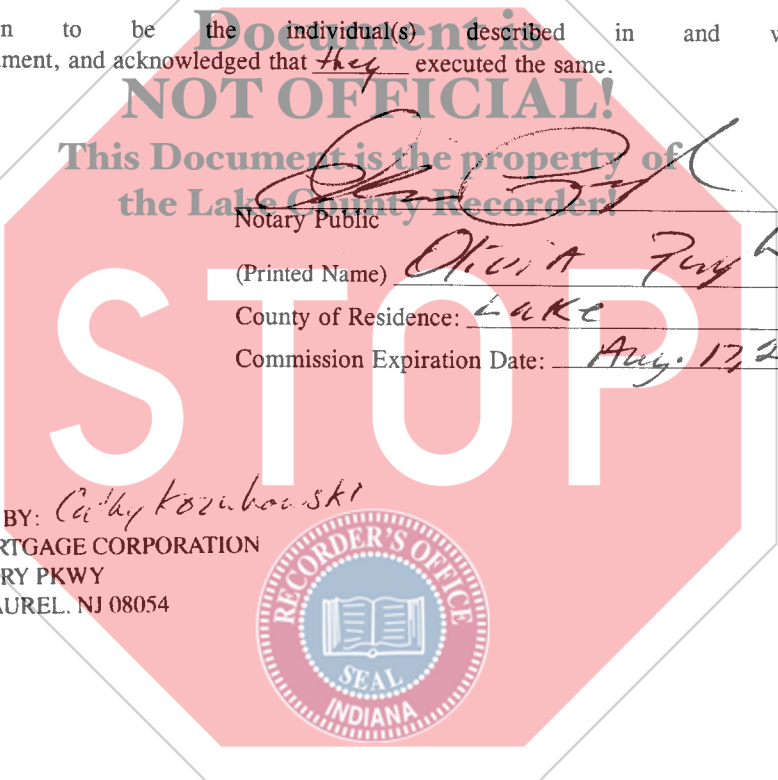 n to be the individual(s) described in and w
Document is
ument, and acknowledged that they executed the same.
NOT OFFICIAL!
This Document is the property of
the Lake County Recorder!
Notary Public
(Printed Name) Olivia
County of Residence: Lake
Commission Expiration Date: Aug. 17, 2
STOP
BY: Cathy Kozubowski
RTGAGE CORPORATION
RY PKWY
AUREL, NJ 08054
RECORDER'S OFFICE
SEAL
INDIANA